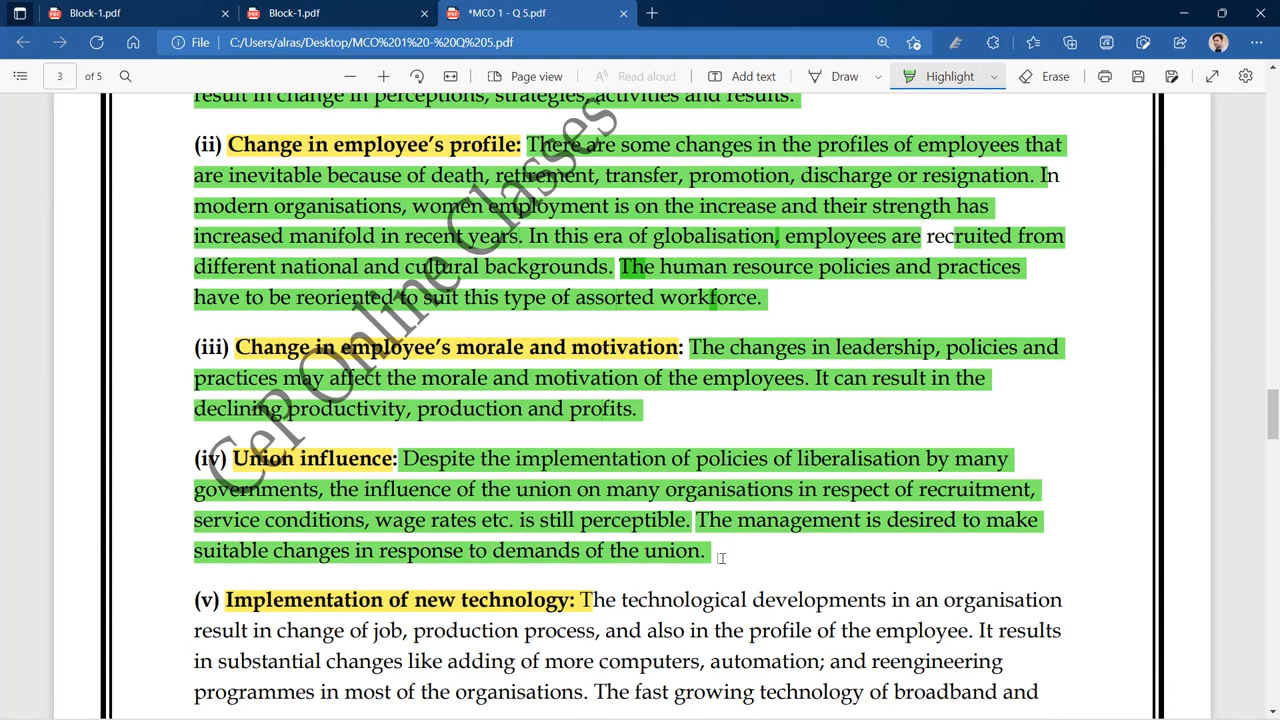 Block-1.pdf
Block-1.pdf
*MCO 1 - Q 5.pdf
File C:/Users/alras/Desktop/MCO%201%20-%20Q%205.pdf
3 of 5
Page view
Read aloud
Add text
Draw
Highlight
Erase
result in change in perceptions, strategies, activities and results.
(ii) Change in employee's profile: There are some changes in the profiles of employees that
are inevitable because of death, retirement, transfer, promotion, discharge or resignation. In
modern organisations, women employment is on the increase and their strength has
increased manifold in recent years. In this era of globalisation, employees are recruited from
different national and cultural backgrounds. The human resource policies and practices
have to be reoriented to suit this type of assorted workforce.
(iii) Change in employee's morale and motivation: The changes in leadership, policies and
practices may affect the morale and motivation of the employees. It can result in the
declining productivity, production and profits.
(iv) Union influence: Despite the implementation of policies of liberalisation by many
governments, the influence of the union on many organisations in respect of recruitment,
service conditions, wage rates etc. is still perceptible. The management is desired to make
suitable changes in response to demands of the union.
(v) Implementation of new technology: The technological developments in an organisation
result in change of job, production process, and also in the profile of the employee. It results
in substantial changes like adding of more computers, automation; and reengineering
programmes in most of the organisations. The fast growing technology of broadband and
CeP Online Classes